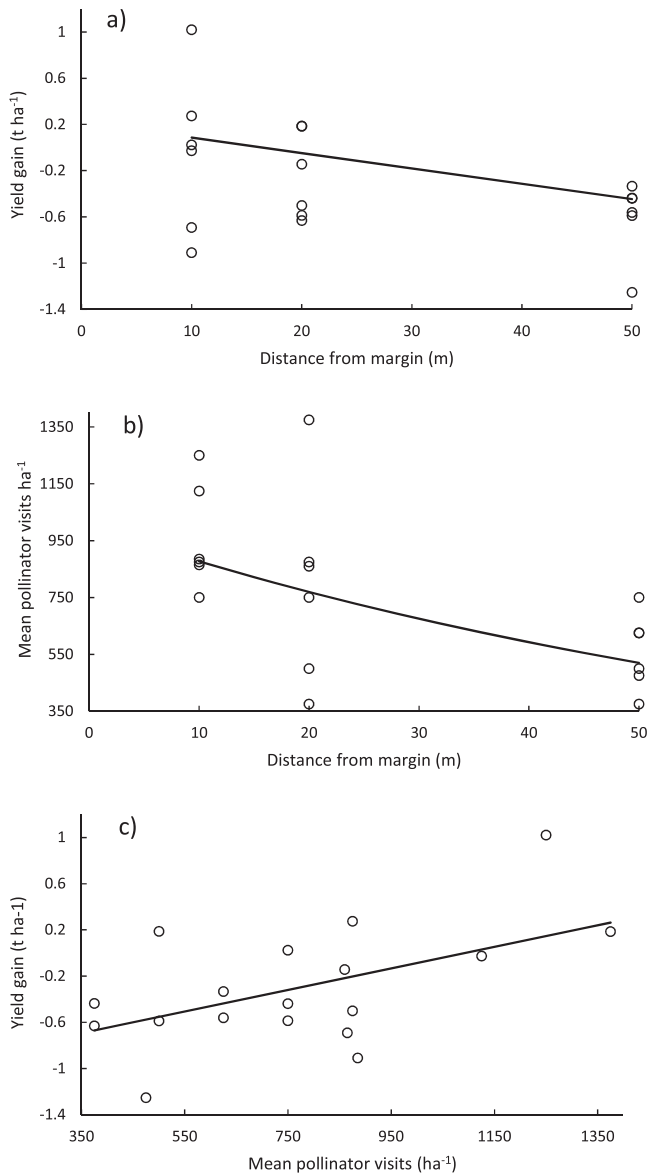 a)
1
0.6
0.2
-0.2
-0.6
-1
-1.4
Yield gain (t ha-1)
0 10 20 30 40 50
Distance from margin (m)
b)
1350
1150
950
750
550
350
Mean pollinator visits ha-1
0 10 20 30 40 50
Distance from margin (m)
c)
1
0.6
0.2
-0.2
-0.6
-1
-1.4
Yield gain (t ha-1)
350 550 750 950 1150 1350
Mean pollinator visits (ha-1)